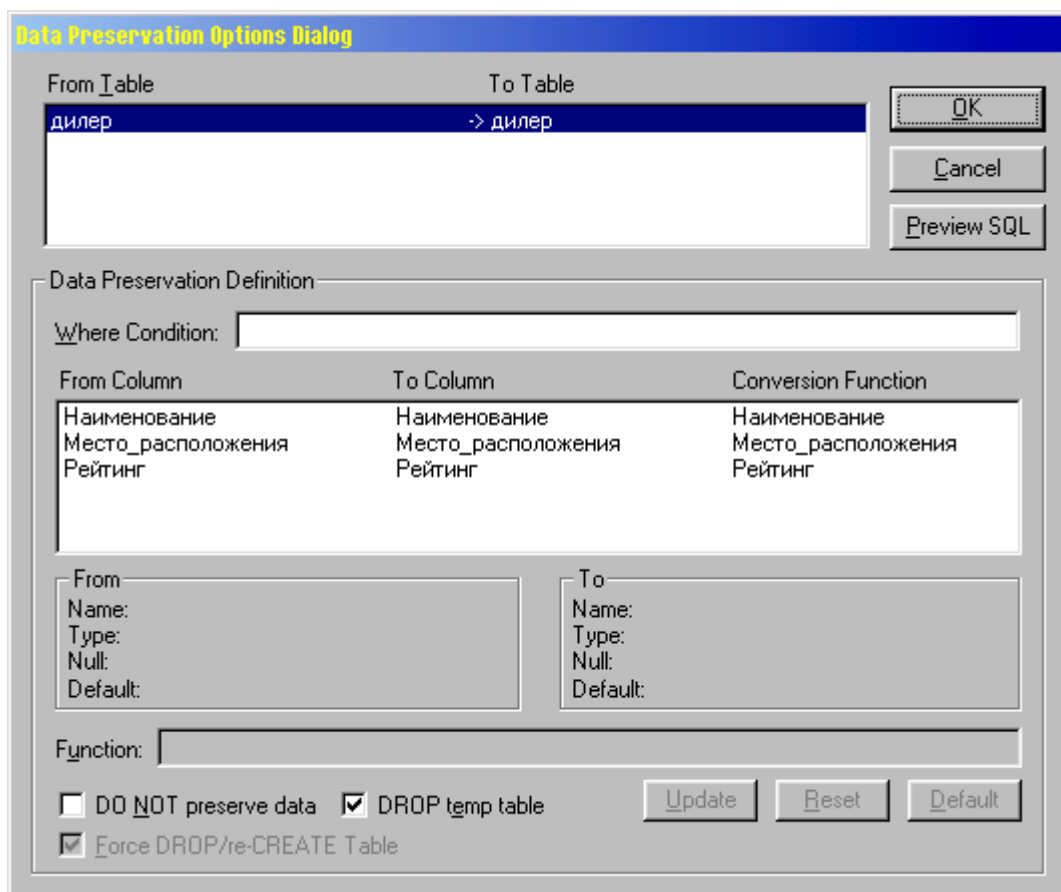 Data Preservation Options Dialog
From Table To Table
дилер -> дилер
OK
Cancel
Preview SQL
Data Preservation Definition
Where Condition:
From Column To Column Conversion Function
Наименование Наименование Наименование
Место_расположения Место_расположения Место_расположения
Рейтинг Рейтинг Рейтинг
From
Name:
Type:
Null:
Default:
To
Name:
Type:
Null:
Default:
Function:
DO NOT preserve data DROP temp table Update Reset Default
Force DROP/re-CREATE Table